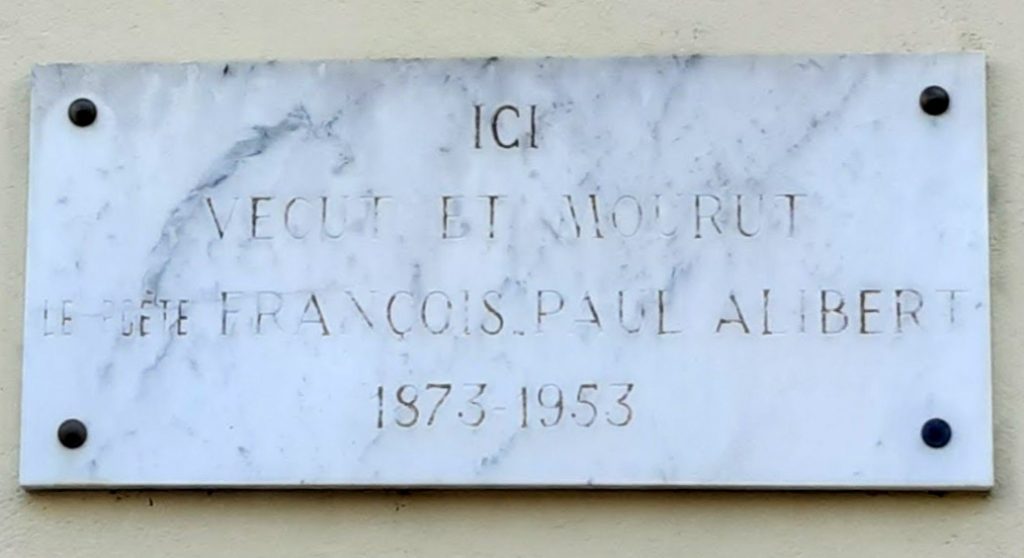 ICI
VECUT ET MOURUT
LE POÈTE FRANÇOIS-PAUL ALIBERT
1873-1953